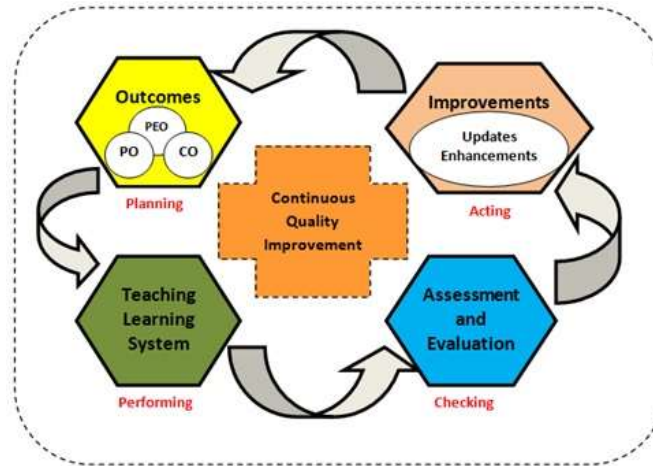 Outcomes
PEO
PO
CO
Planning
Improvements
Updates
Enhancements
Acting
Continuous
Quality
Improvement
Teaching
Learning
System
Performing
Assessment
and
Evaluation
Checking